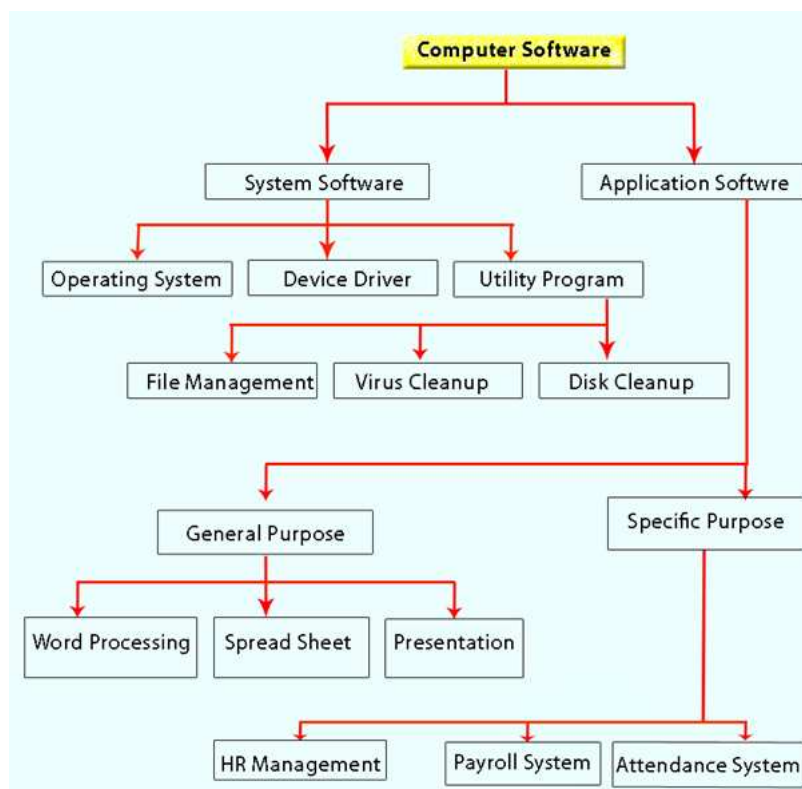 Computer Software
System Software
Application Softwre
Operating System
Device Driver
Utility Program
File Management
Virus Cleanup
Disk Cleanup
General Purpose
Specific Purpose
Word Processing
Spread Sheet
Presentation
HR Management
Payroll System
Attendance System